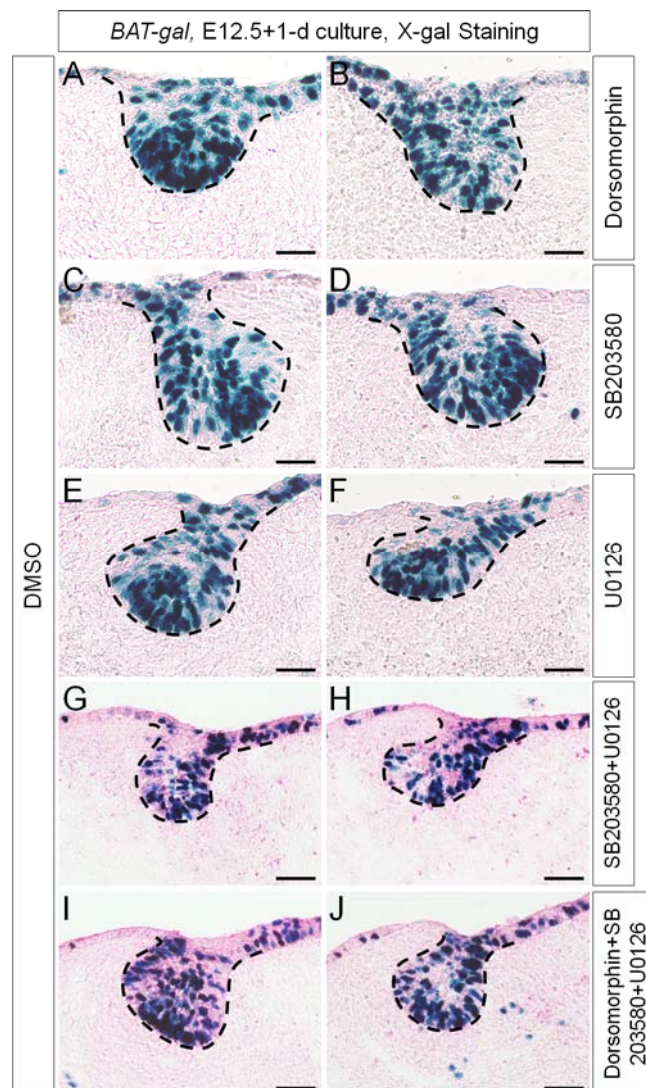 BAT-gal, E12.5+1-d culture, X-gal Staining
DMSO
A
B
Dorsomorphin
C
D
SB203580
E
F
U0126
G
H
SB203580+U0126
I
J
Dorsomorphin+SB
203580+U0126